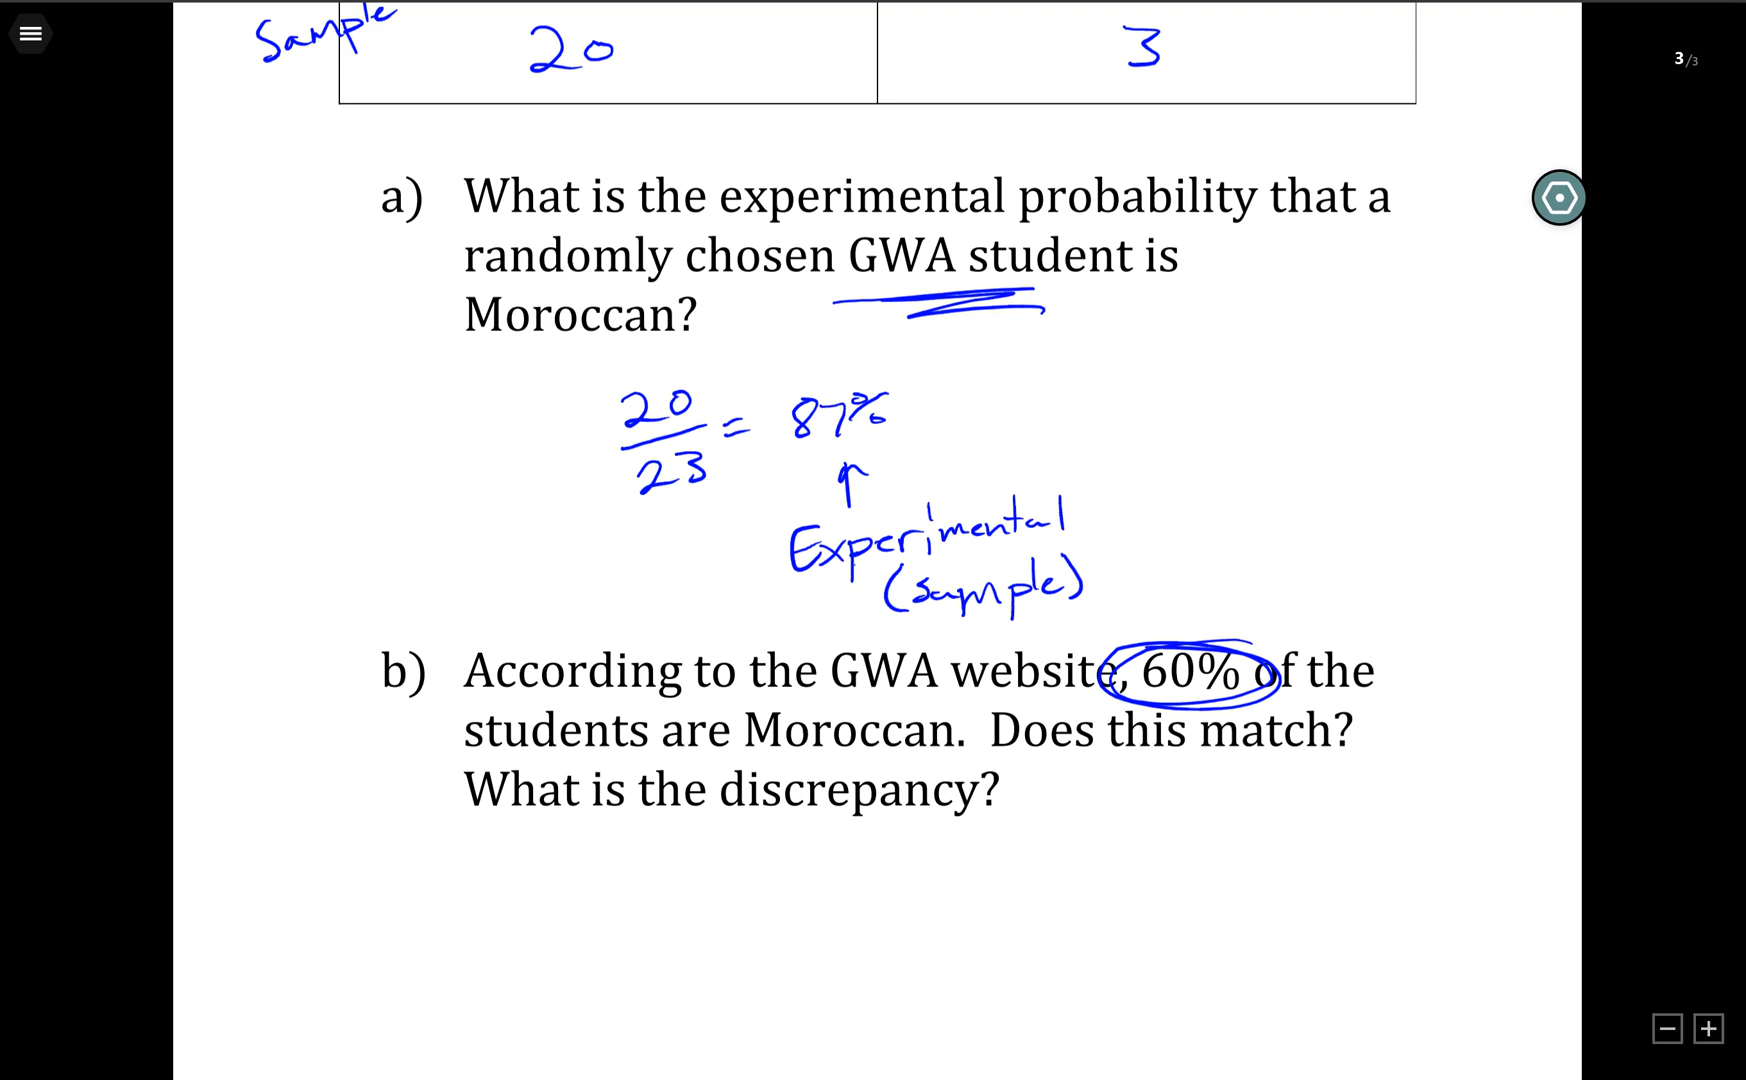 Sample
20 3
3/3
a) What is the experimental probability that a
randomly chosen GWA student is
Moroccan?
20/23 = 87%
Experimental
(sample)
b) According to the GWA website, 60% of the
students are Moroccan. Does this match?
What is the discrepancy?